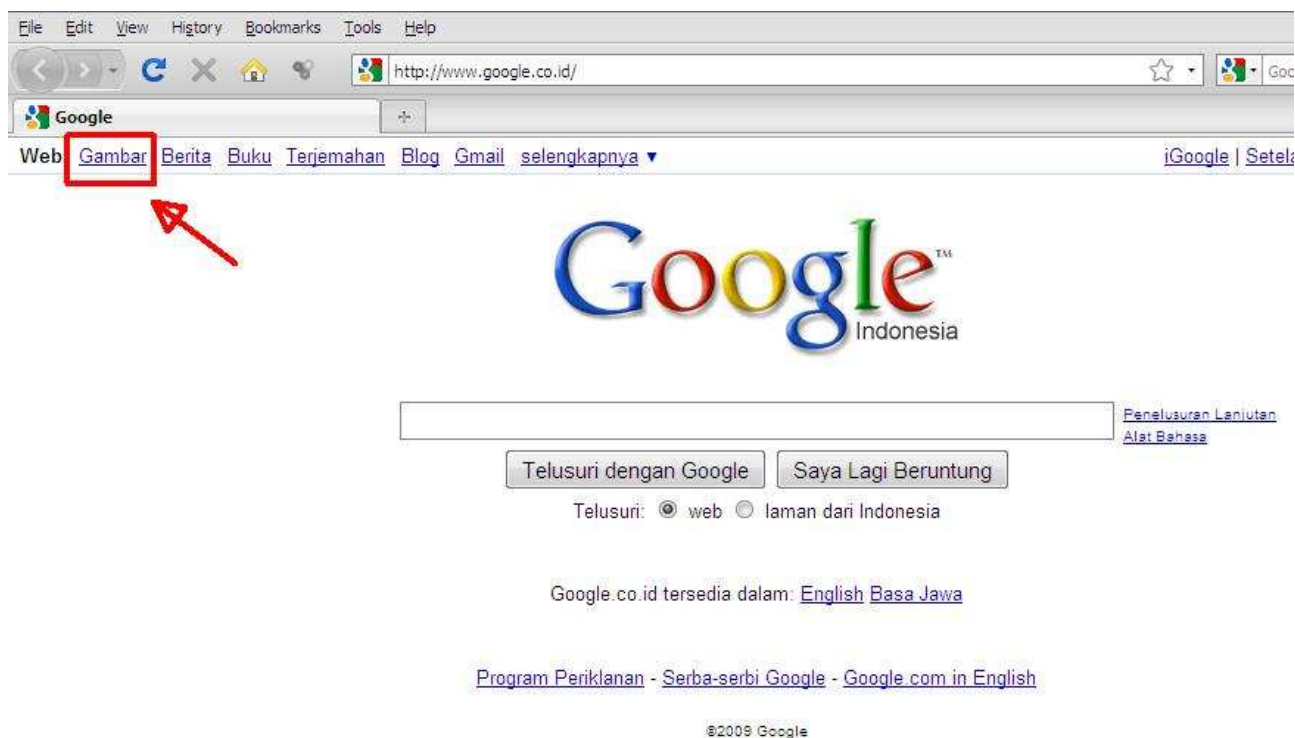 File Edit View History Bookmarks Tools Help
http://www.google.co.id/
Google
Web Gambar Berita Buku Terjemahan Blog Gmail selengkapnya ▼ iGoogle |
Google™
Indonesia
Penelusuran Lanjutan
Alat Bahasa
Telusuri dengan Google Saya Lagi Beruntung
Telusuri: web laman dari Indonesia
Google.co.id tersedia dalam: English Basa Jawa
Program Periklanan - Serba-serbi Google - Google.com in English
©2009 Google